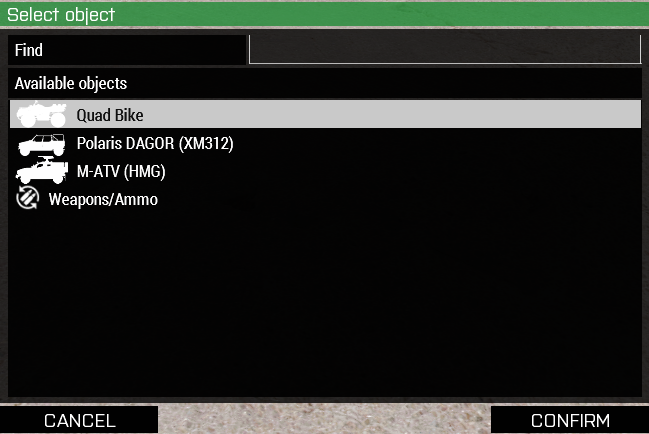 Select object
Find
Available objects
Quad Bike
Polaris DAGOR (XM312)
M-ATV (HMG)
Weapons/Ammo
CANCEL
CONFIRM